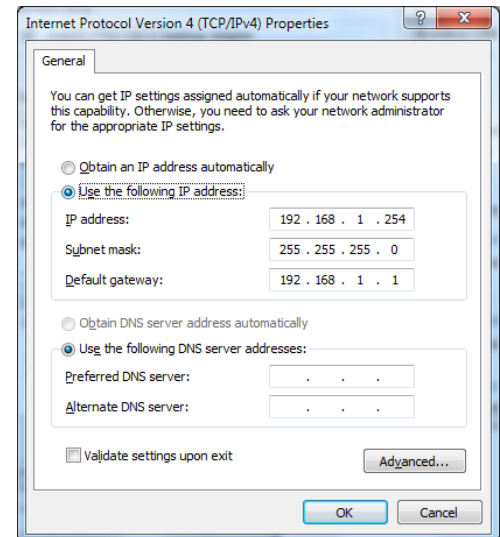 Internet Protocol Version 4 (TCP/IPv4) Properties
General
You can get IP settings assigned automatically if your network supports
this capability. Otherwise, you need to ask your network administrator
for the appropriate IP settings.
Obtain an IP address automatically
Use the following IP address:
IP address: 192 . 168 . 1 . 254
Subnet mask: 255 . 255 . 255 . 0
Default gateway: 192 . 168 . 1 . 1
Obtain DNS server address automatically
Use the following DNS server addresses:
Preferred DNS server: . . .
Alternate DNS server: . . .
Validate settings upon exit
Advanced...
OK Cancel